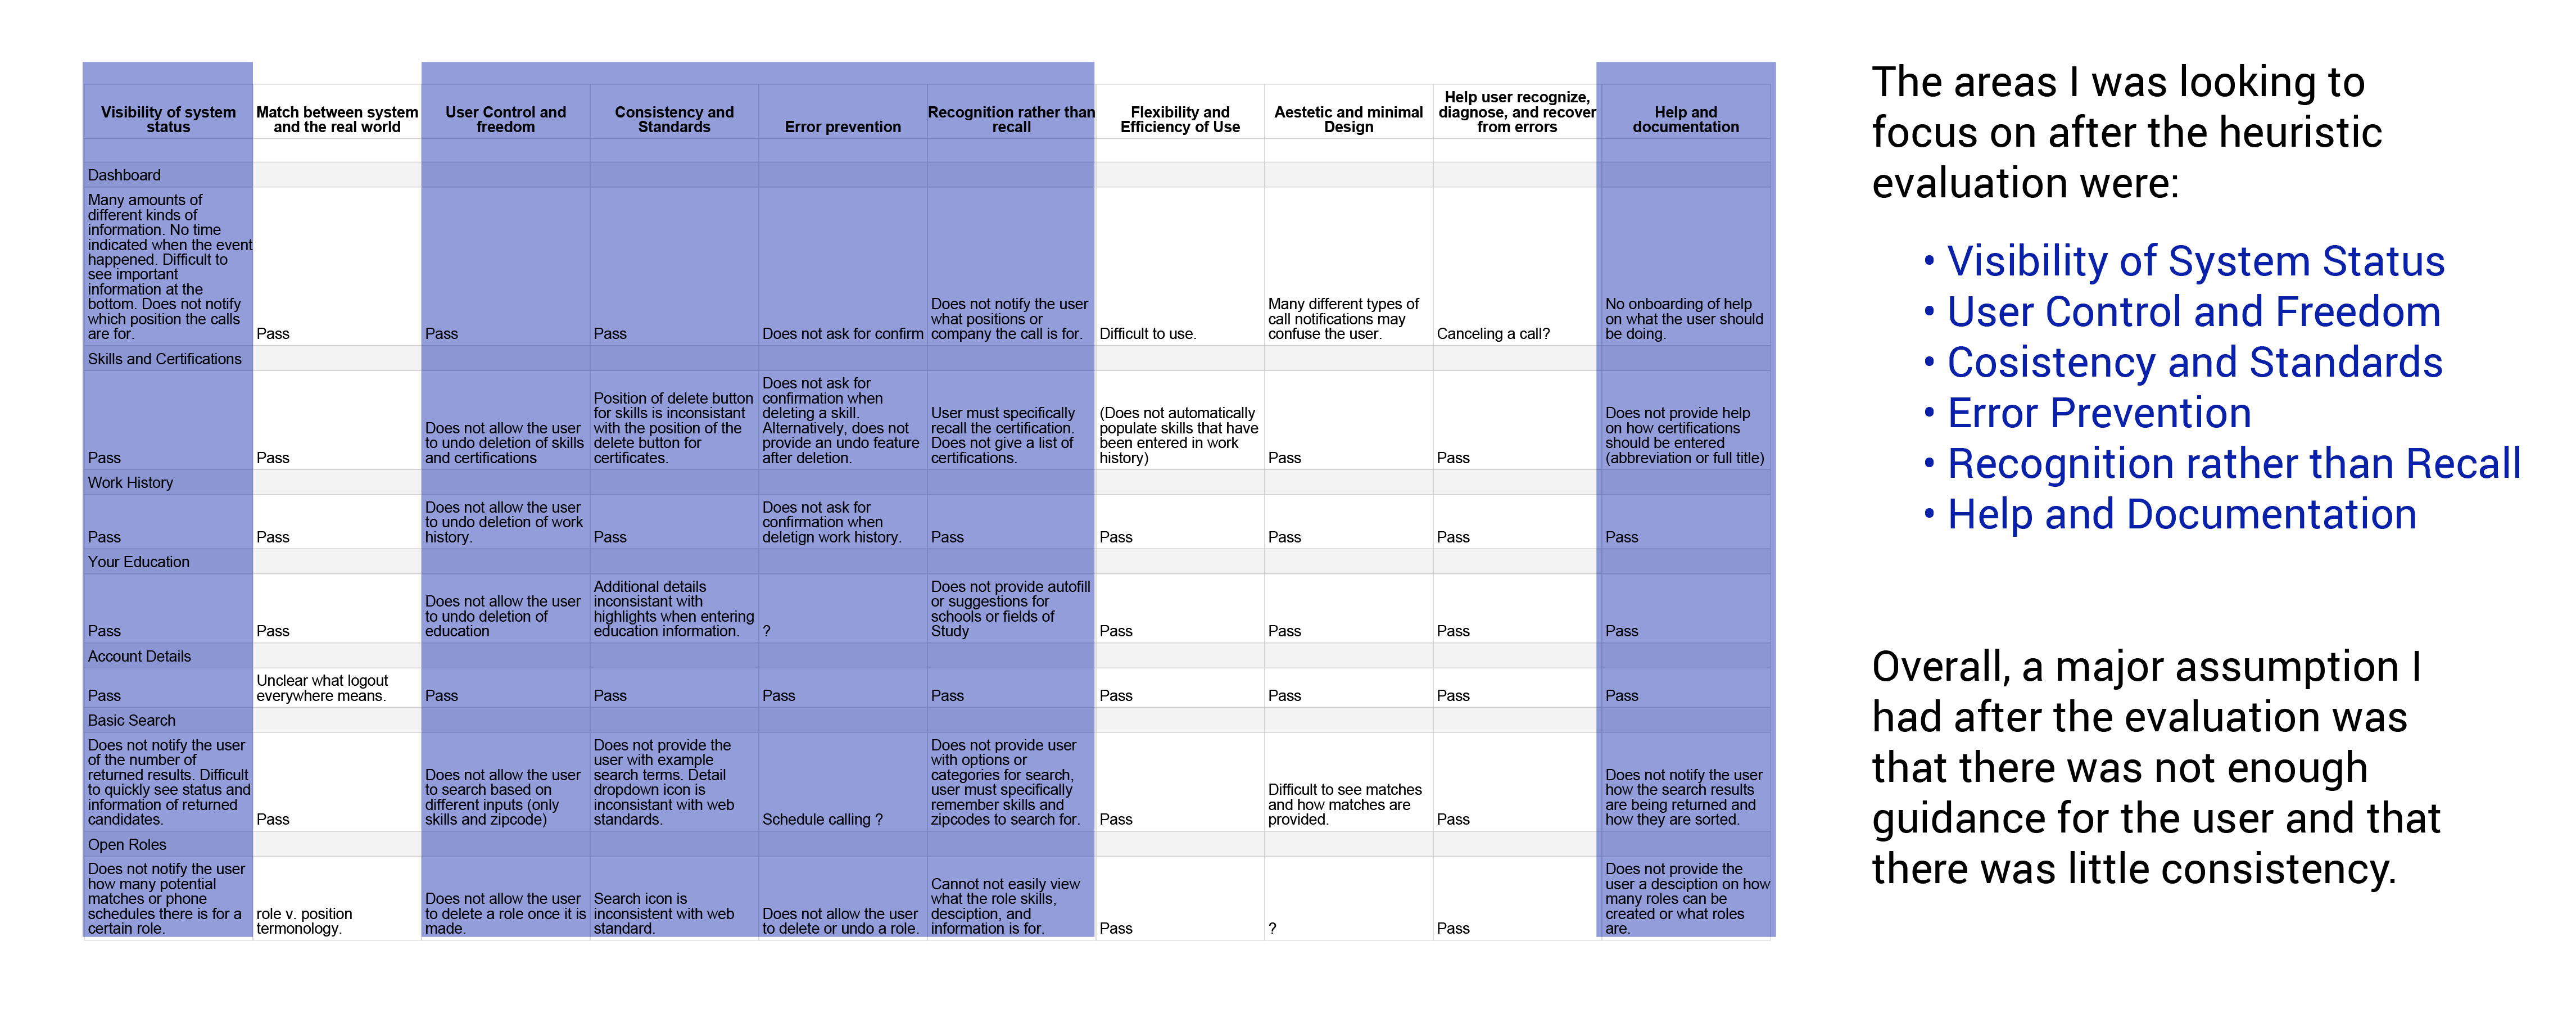 Visibility of system
status
Match between system
and the real world
User Control and
freedom
Consistency and
Standards
Error prevention
Recognition rather than
recall
Flexibility and
Efficiency of Use
Aestetic and minimal
Design
Help user recognize,
diagnose, and recover
from errors
Help and
documentation
Dashboard
Many amounts of
different kinds of
information. No time
indicated when the event
happened. Difficult to
see important
information at the
bottom. Does not notify
which position the calls
are for.
Pass
Pass
Pass
Does not ask for confirm
Does not notify the user
what positions or
company the call is for.
Difficult to use.
Many different types of
call notifications may
confuse the user.
Canceling a call?
No onboarding of help
on what the user should
be doing.
Skills and Certifications
Pass
Pass
Does not allow the user
to undo deletion of skills
and certifications
Position of delete button
for skills is inconsistant
with the position of the
delete button for
certificates.
Does not ask for
confirmation when
deleting a skill.
Alternatively, does not
provide an undo feature
after deletion.
User must specifically
recall the certification.
Does not give a list of
certifications.
(Does not automatically
populate skills that have
been entered in work
history)
Pass
Pass
Does not provide help
on how certifications
should be entered
(abbreviation or full title)
Work History
Pass
Pass
Does not allow the user
to undo deletion of work
history.
Pass
Does not ask for
confirmation when
deletign work history.
Pass
Pass
Pass
Pass
Pass
Your Education
Pass
Pass
Does not allow the user
to undo deletion of
education
Additional details
inconsistant with
highlights when entering
education information.
?
Does not provide autofill
or suggestions for
schools or fields of
Study
Pass
Pass
Pass
Pass
Account Details
Pass
Unclear what logout
everywhere means.
Pass
Pass
Pass
Pass
Pass
Pass
Pass
Pass
Basic Search
Does not notify the user
of the number of
returned results. Difficult
to quickly see status and
information of returned
candidates.
Pass
Does not allow the user
to search based on
different inputs (only
skills and zipcode)
Does not provide the
user with example
search terms. Detail
dropdown icon is
inconsistant with web
standards.
Schedule calling ?
Does not provide user
with options or
categories for search,
user must specifically
remember skills and
zipcodes to search for.
Pass
Difficult to see matches
and how matches are
provided.
Pass
Does not notify the user
how the search results
are being returned and
how they are sorted.
Open Roles
Does not notify the user
how many potential
matches or phone
schedules there is for a
certain role.
role v. position
termonology.
Does not allow the user
to delete a role once it is
made.
Search icon is
inconsistent with web
standard.
Does not allow the user
to delete or undo a role.
Cannot not easily view
what the role skills,
desciption, and
information is for.
Pass
?
Pass
Does not provide the
user a desciption on how
many roles can be
created or what roles
are.
The areas I was looking to
focus on after the heuristic
evaluation were:
• Visibility of System Status
• User Control and Freedom
• Cosistency and Standards
• Error Prevention
• Recognition rather than Recall
• Help and Documentation
Overall, a major assumption I
had after the evaluation was
that there was not enough
guidance for the user and that
there was little consistency.